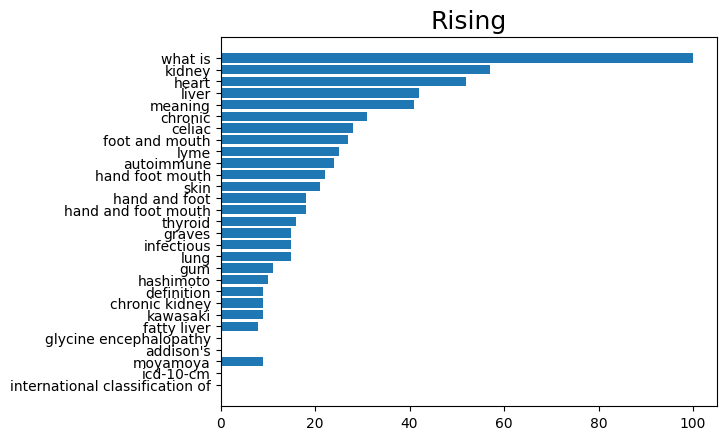 Rising
what is
kidney
heart
liver
meaning
chronic
celiac
foot and mouth
lyme
autoimmune
hand foot mouth
skin
hand and foot
hand and foot mouth
thyroid
graves
infectious
lung
gum
hashimoto
definition
chronic kidney
kawasaki
fatty liver
glycine encephalopathy
addison's
moyamoya
icd-10-cm
international classification of
0 20 40 60 80 100